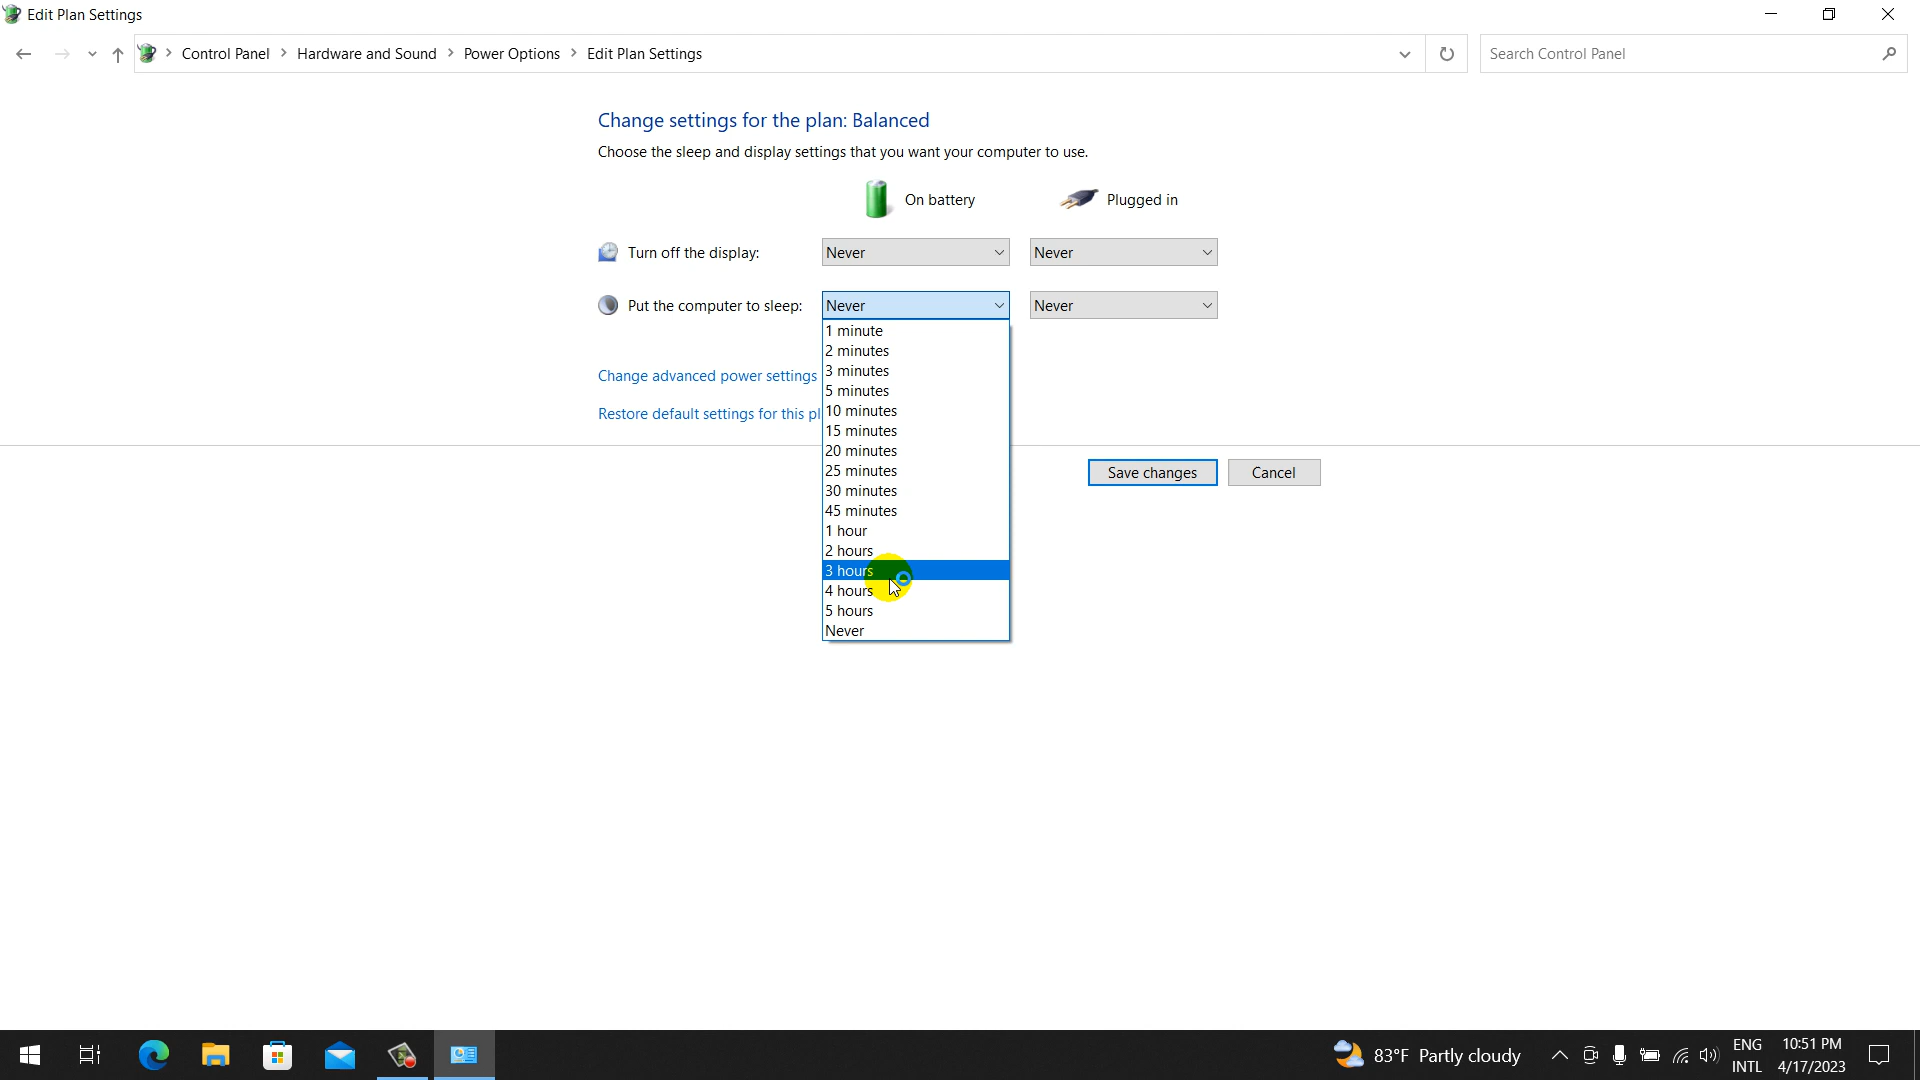 Edit Plan Settings
Control Panel > Hardware and Sound > Power Options > Edit Plan Settings
Search Control Panel
Change settings for the plan: Balanced
Choose the sleep and display settings that you want your computer to use.
On battery Plugged in
Turn off the display: Never Never
Put the computer to sleep: Never Never
1 minute
2 minutes
Change advanced power settings 3 minutes
5 minutes
Restore default settings for this pl 10 minutes
15 minutes
20 minutes
25 minutes Save changes Cancel
30 minutes
45 minutes
1 hour
2 hours
3 hours
4 hours
5 hours
Never
83°F Partly cloudy ENG 10:51 PM
INTL 4/17/2023